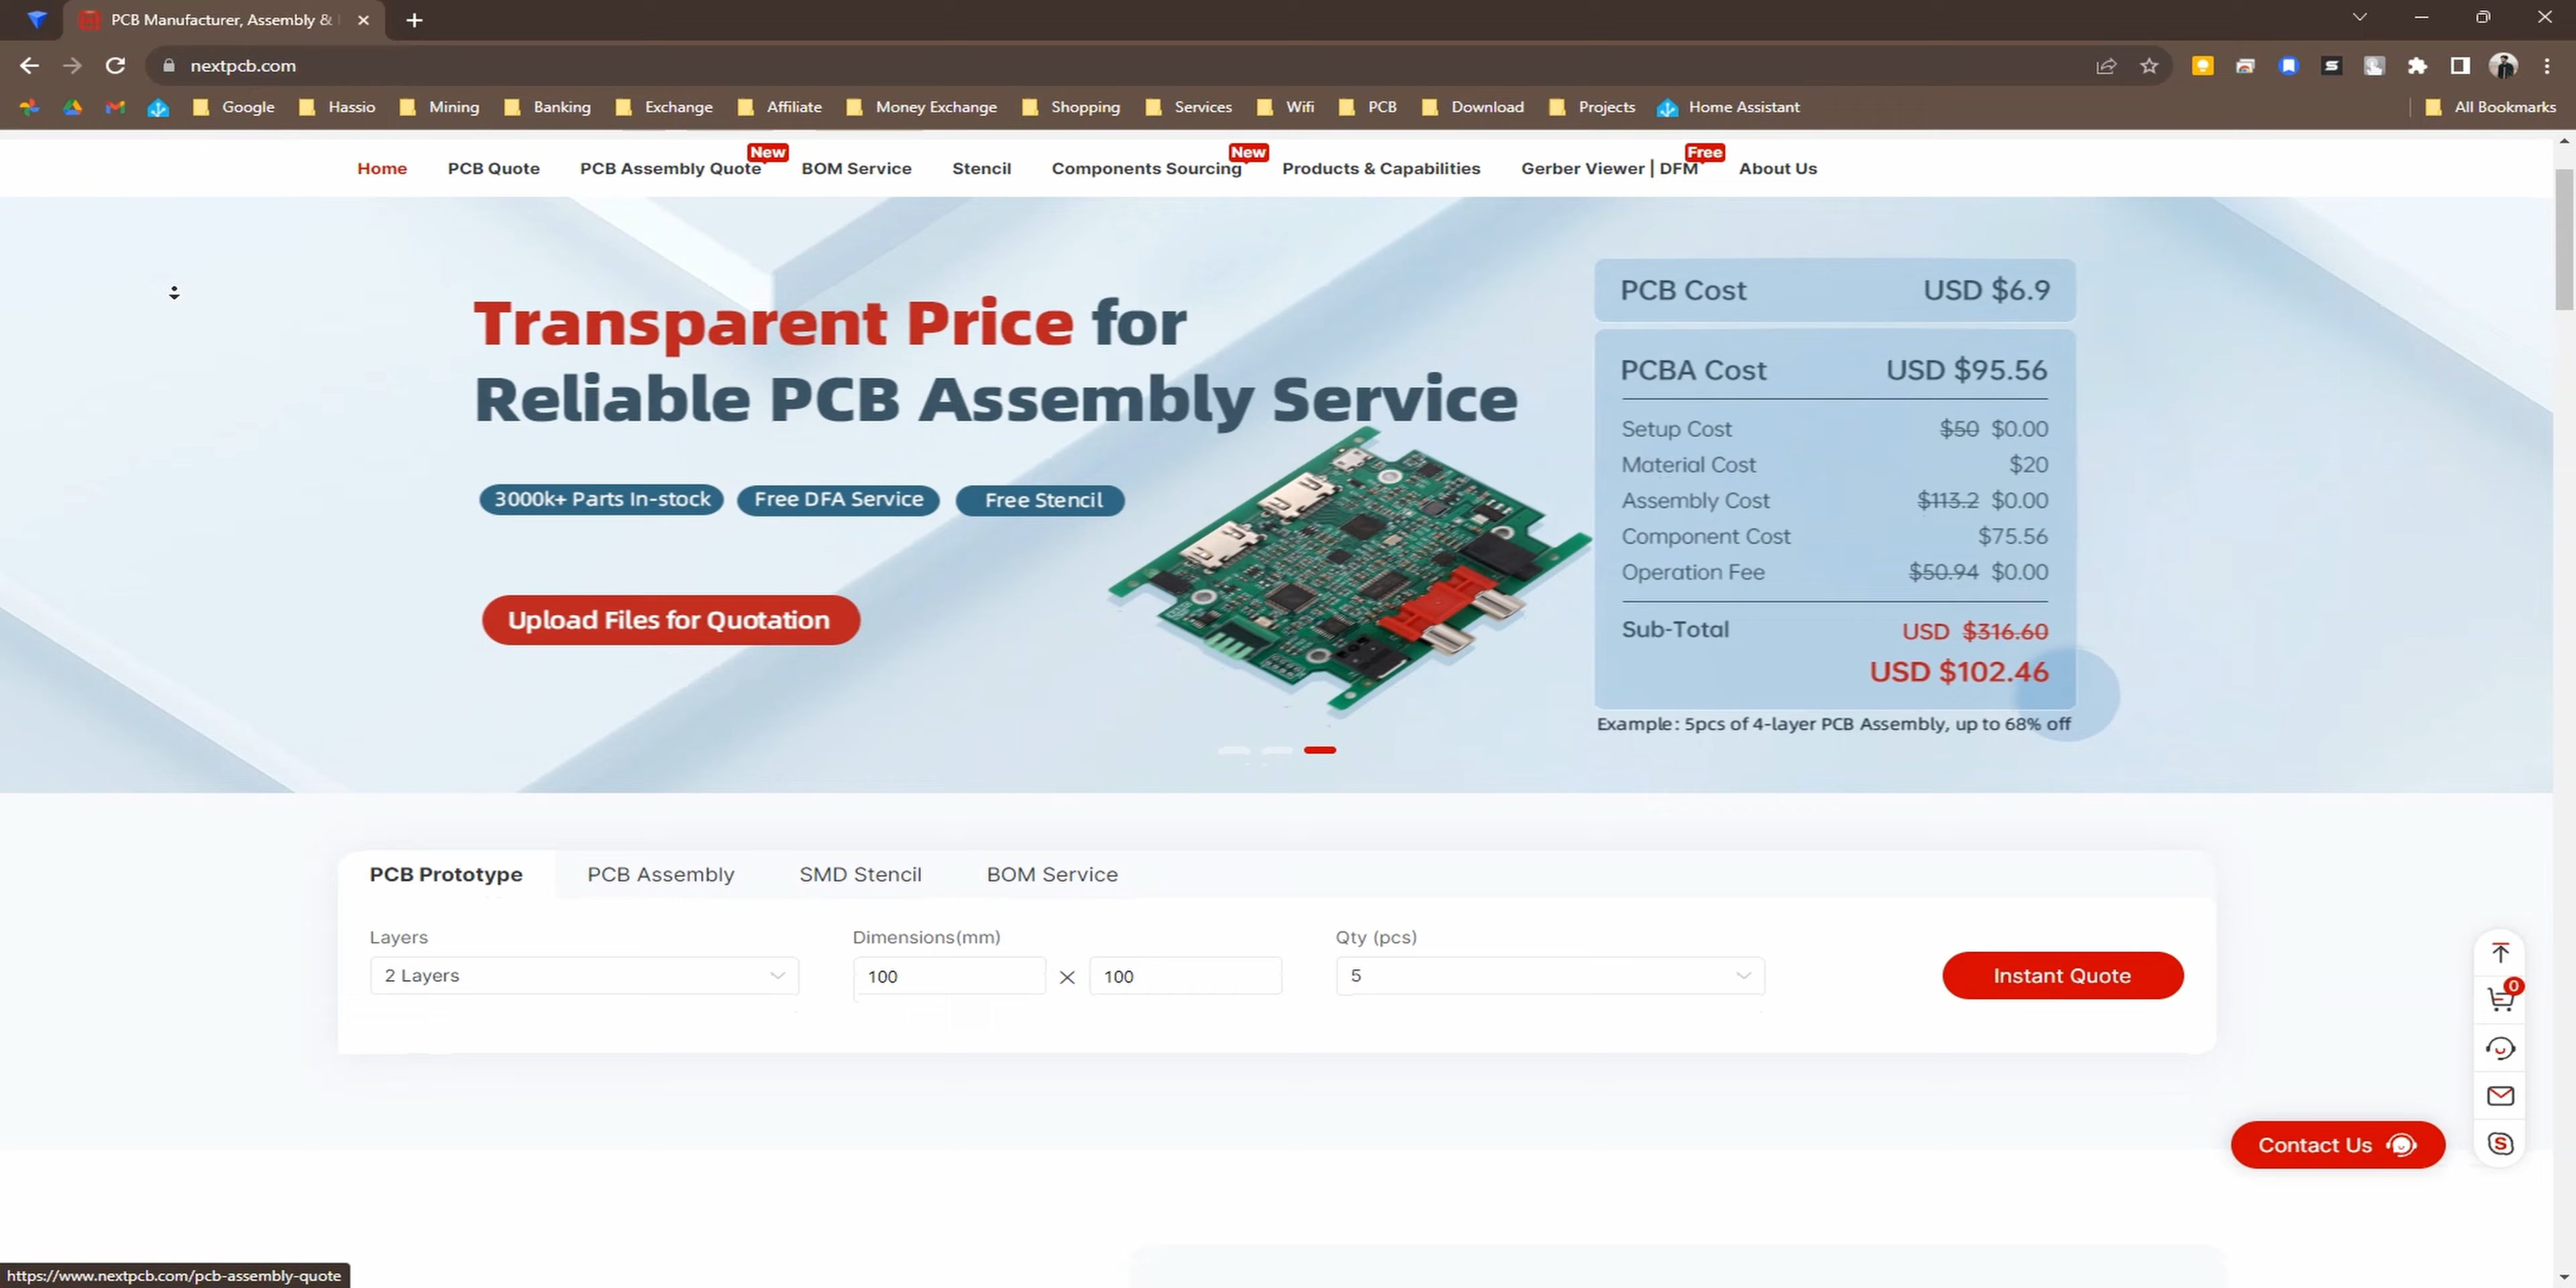 PCB Manufacturer, Assembly &
nextpcb.com
Google Hassio Mining Banking Exchange Affiliate Money Exchange Shopping Services Wifi PCB Download Projects Home Assistant All Bookmarks
New New Free
Home PCB Quote PCB Assembly Quote BOM Service Stencil Components Sourcing Products & Capabilities Gerber Viewer | DFM About Us
Transparent Price for
Reliable PCB Assembly Service
3000k+ Parts In-stock Free DFA Service Free Stencil
Upload Files for Quotation
PCB Cost USD $6.9
PCBA Cost USD $95.56
Setup Cost $50 $0.00
Material Cost $20
Assembly Cost $113.2 $0.00
Component Cost $75.56
Operation Fee $50.94 $0.00
Sub-Total USD $316.60
USD $102.46
Example: 5pcs of 4-layer PCB Assembly, up to 68% off
PCB Prototype PCB Assembly SMD Stencil BOM Service
Layers Dimensions(mm) Qty (pcs)
2 Layers 100 × 100 5 Instant Quote
0
Contact Us
https://www.nextpcb.com/pcb-assembly-quote